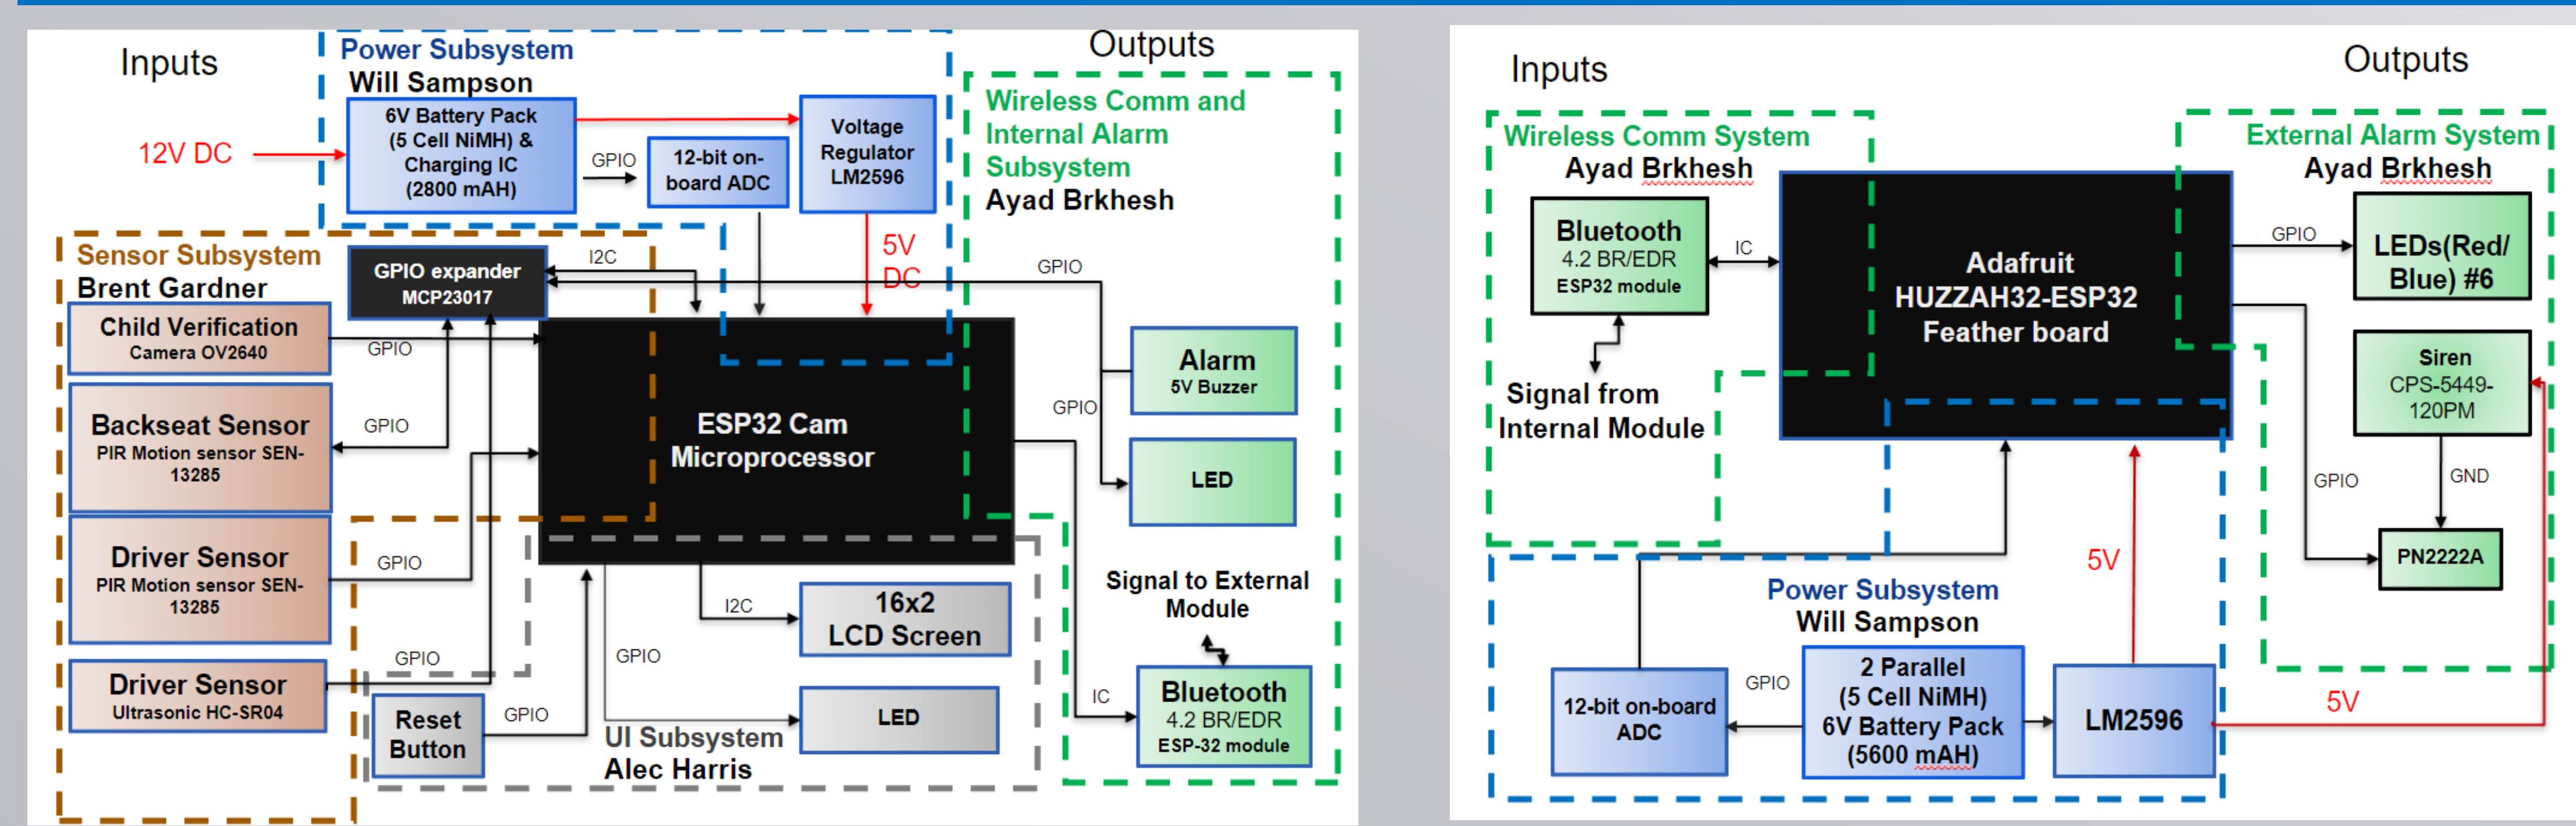 Inputs
Power Subsystem
Will Sampson
Outputs
12V DC
6V Battery Pack
(5 Cell NiMH) &
Charging IC
(2800 mAH)
GPIO
12-bit on-
board ADC
Voltage
Regulator
LM2596
5V
DC
Wireless Comm and
Internal Alarm
Subsystem
Ayad Brkhesh
Sensor Subsystem
Brent Gardner
GPIO expander
MCP23017
I2C
GPIO
Child Verification
Camera OV2640
GPIO
Backseat Sensor
PIR Motion sensor SEN-
13285
GPIO
Driver Sensor
PIR Motion sensor SEN-
13285
GPIO
Driver Sensor
Ultrasonic HC-SR04
GPIO
ESP32 Cam
Microprocessor
Alarm
5V Buzzer
GPIO
LED
Reset
Button
GPIO
I2C
16x2
LCD Screen
GPIO
LED
UI Subsystem
Alec Harris
Signal to External
Module
IC
Bluetooth
4.2 BR/EDR
ESP-32 module
Inputs
Outputs
Wireless Comm System
Ayad Brkhesh
Bluetooth
4.2 BR/EDR
ESP32 module
IC
Signal from
Internal Module
Adafruit
HUZZAH32-ESP32
Feather board
External Alarm System
Ayad Brkhesh
GPIO
LEDs(Red/
Blue) #6
Siren
CPS-5449-
120PM
GPIO
GND
PN2222A
5V
Power Subsystem
Will Sampson
12-bit on-board
ADC
GPIO
2 Parallel
(5 Cell NiMH)
6V Battery Pack
(5600 mAH)
LM2596
5V